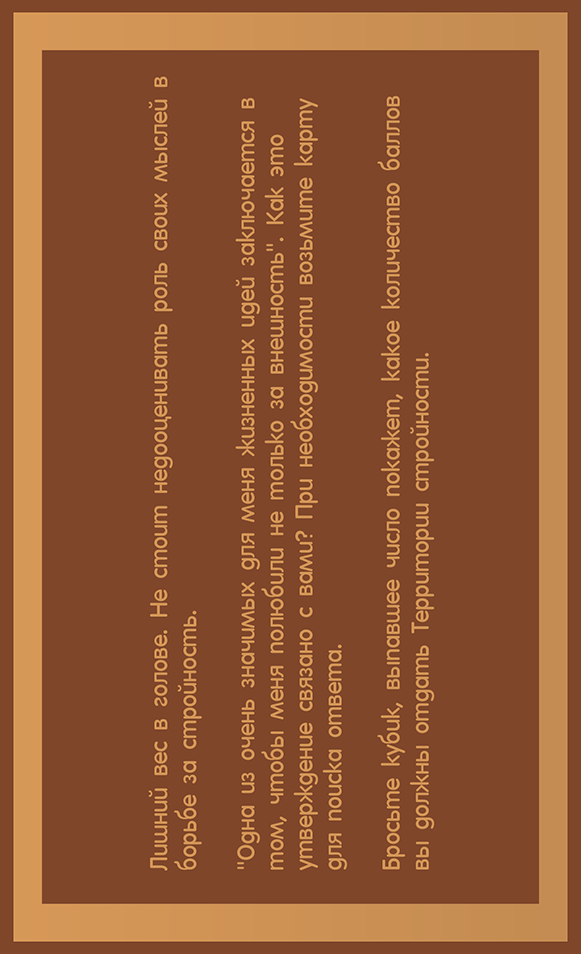 Лишний вес в голове. Не стоит недооценивать роль своих мыслей в
борьбе за стройность.
"Одна из очень значимых для меня жизненных идей заключается в
том, чтобы меня полюбили не только за внешность". Как это
утверждение связано с вами? При необходимости возьмите карту
для поиска ответа.
Бросьте кубик, выпавшее число покажет, какое количество баллов
вы должны отдать Территории стройности.